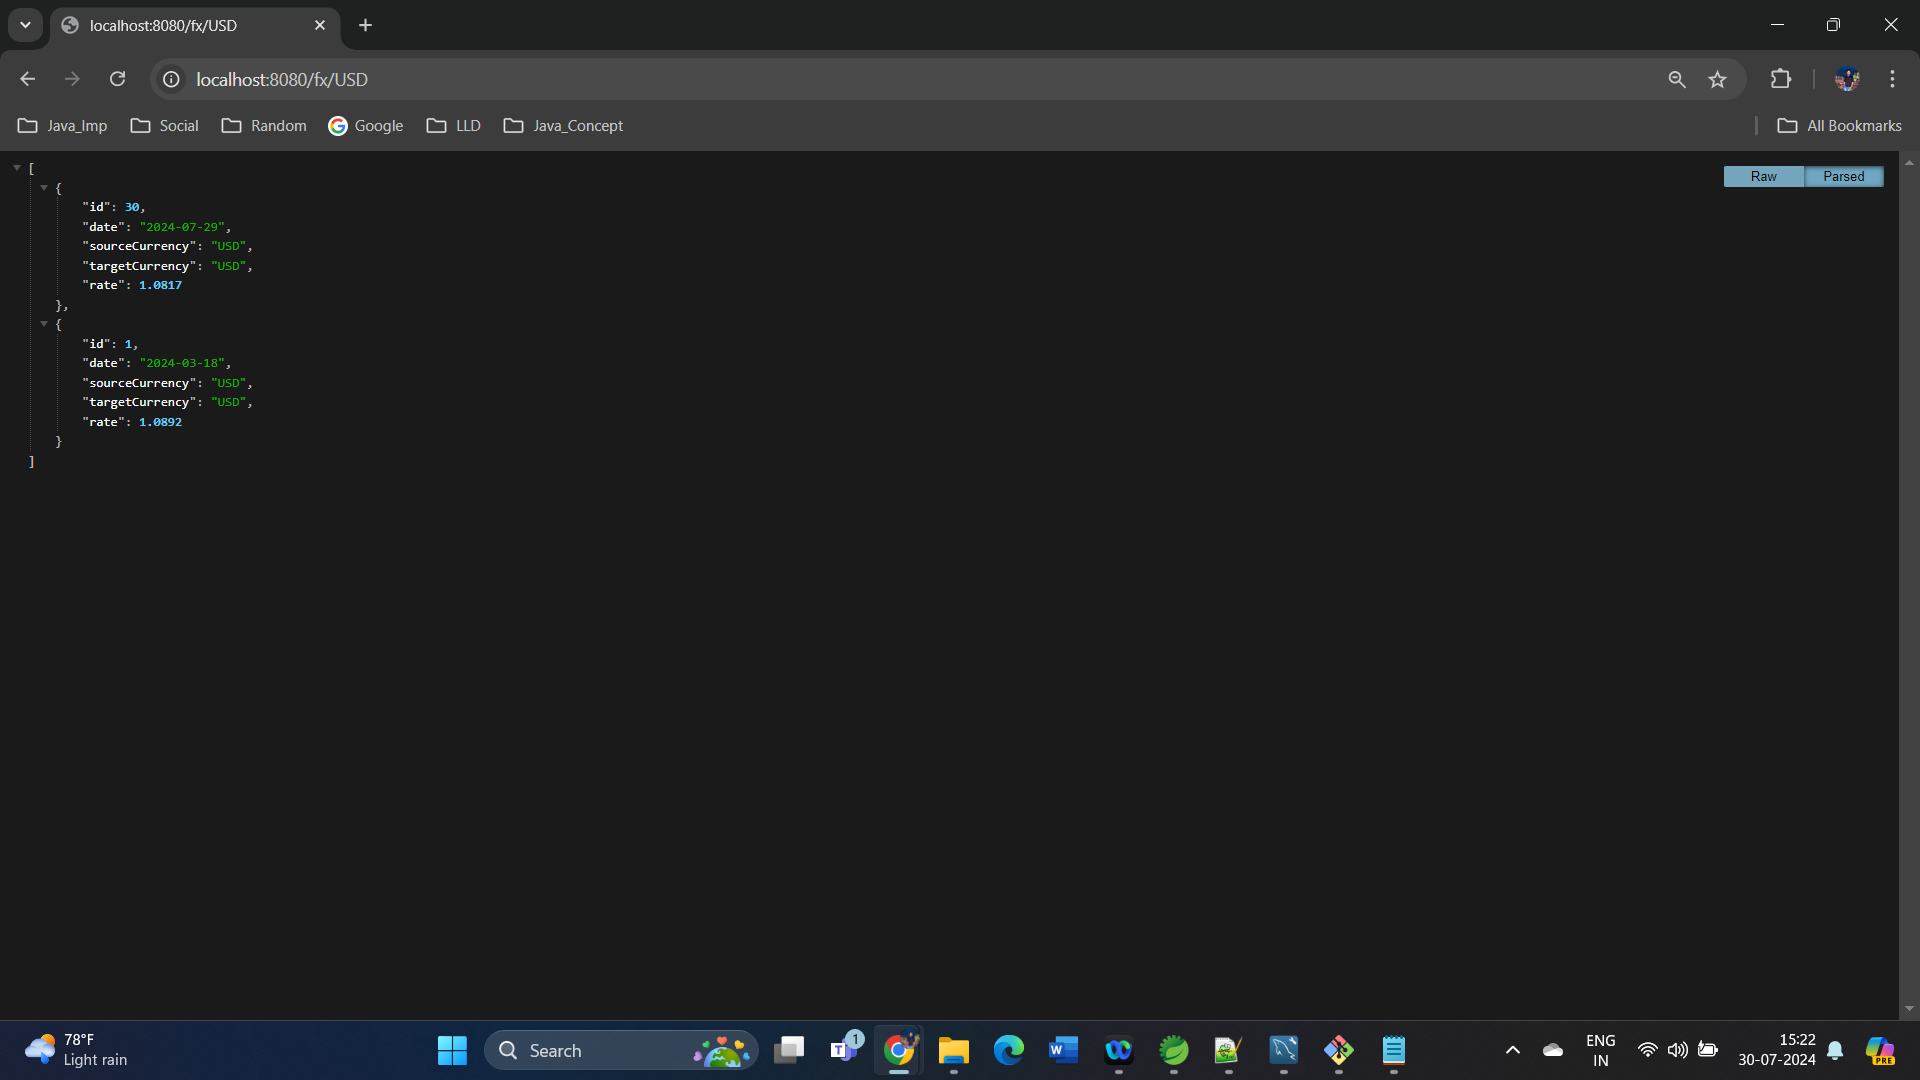 localhost:8080/fx/USD
localhost:8080/fx/USD
Java_Imp Social Random Google LLD Java_Concept All Bookmarks
Raw Parsed
[
{
"id": 30,
"date": "2024-07-29",
"sourceCurrency": "USD",
"targetCurrency": "USD",
"rate": 1.0817
},
{
"id": 1,
"date": "2024-03-18",
"sourceCurrency": "USD",
"targetCurrency": "USD",
"rate": 1.0892
}
]
78°F
Light rain
Search
1
ENG
IN
15:22
30-07-2024
PRE